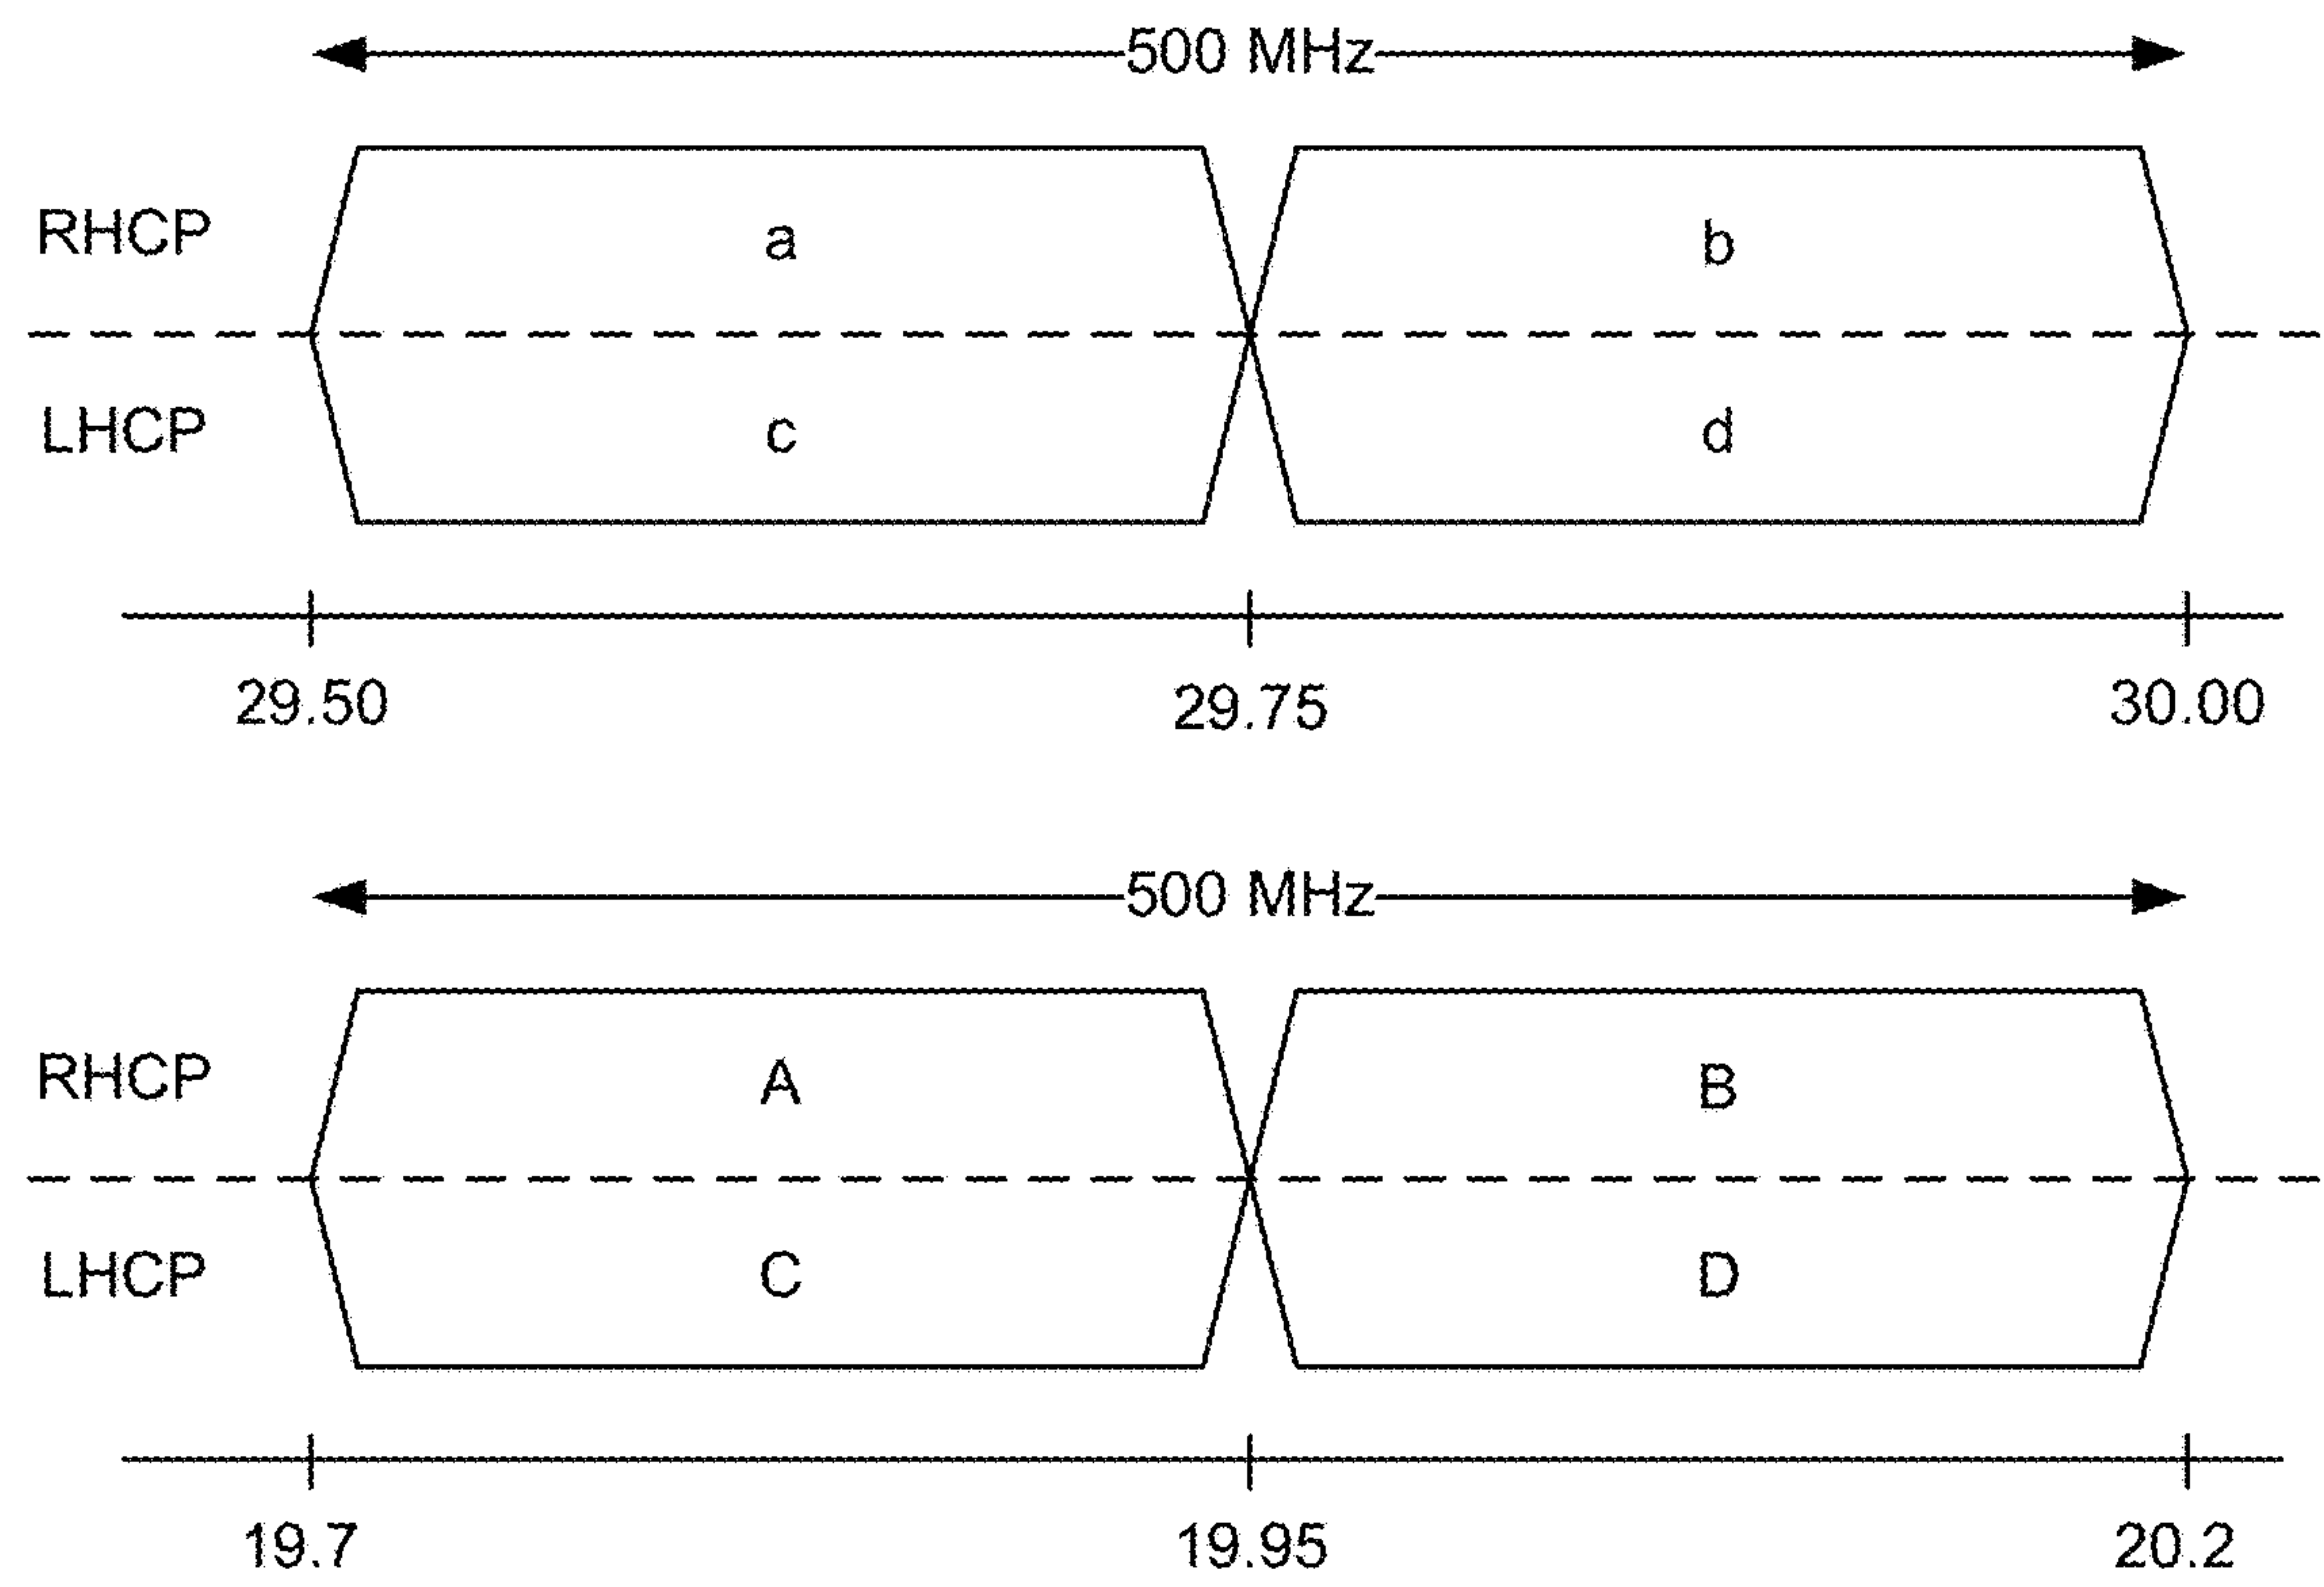 500 MHz
RHCP a b
LHCP c d
29.50 29.75 30.00
500 MHz
RHCP A B
LHCP C D
19.7 19.95 20.2